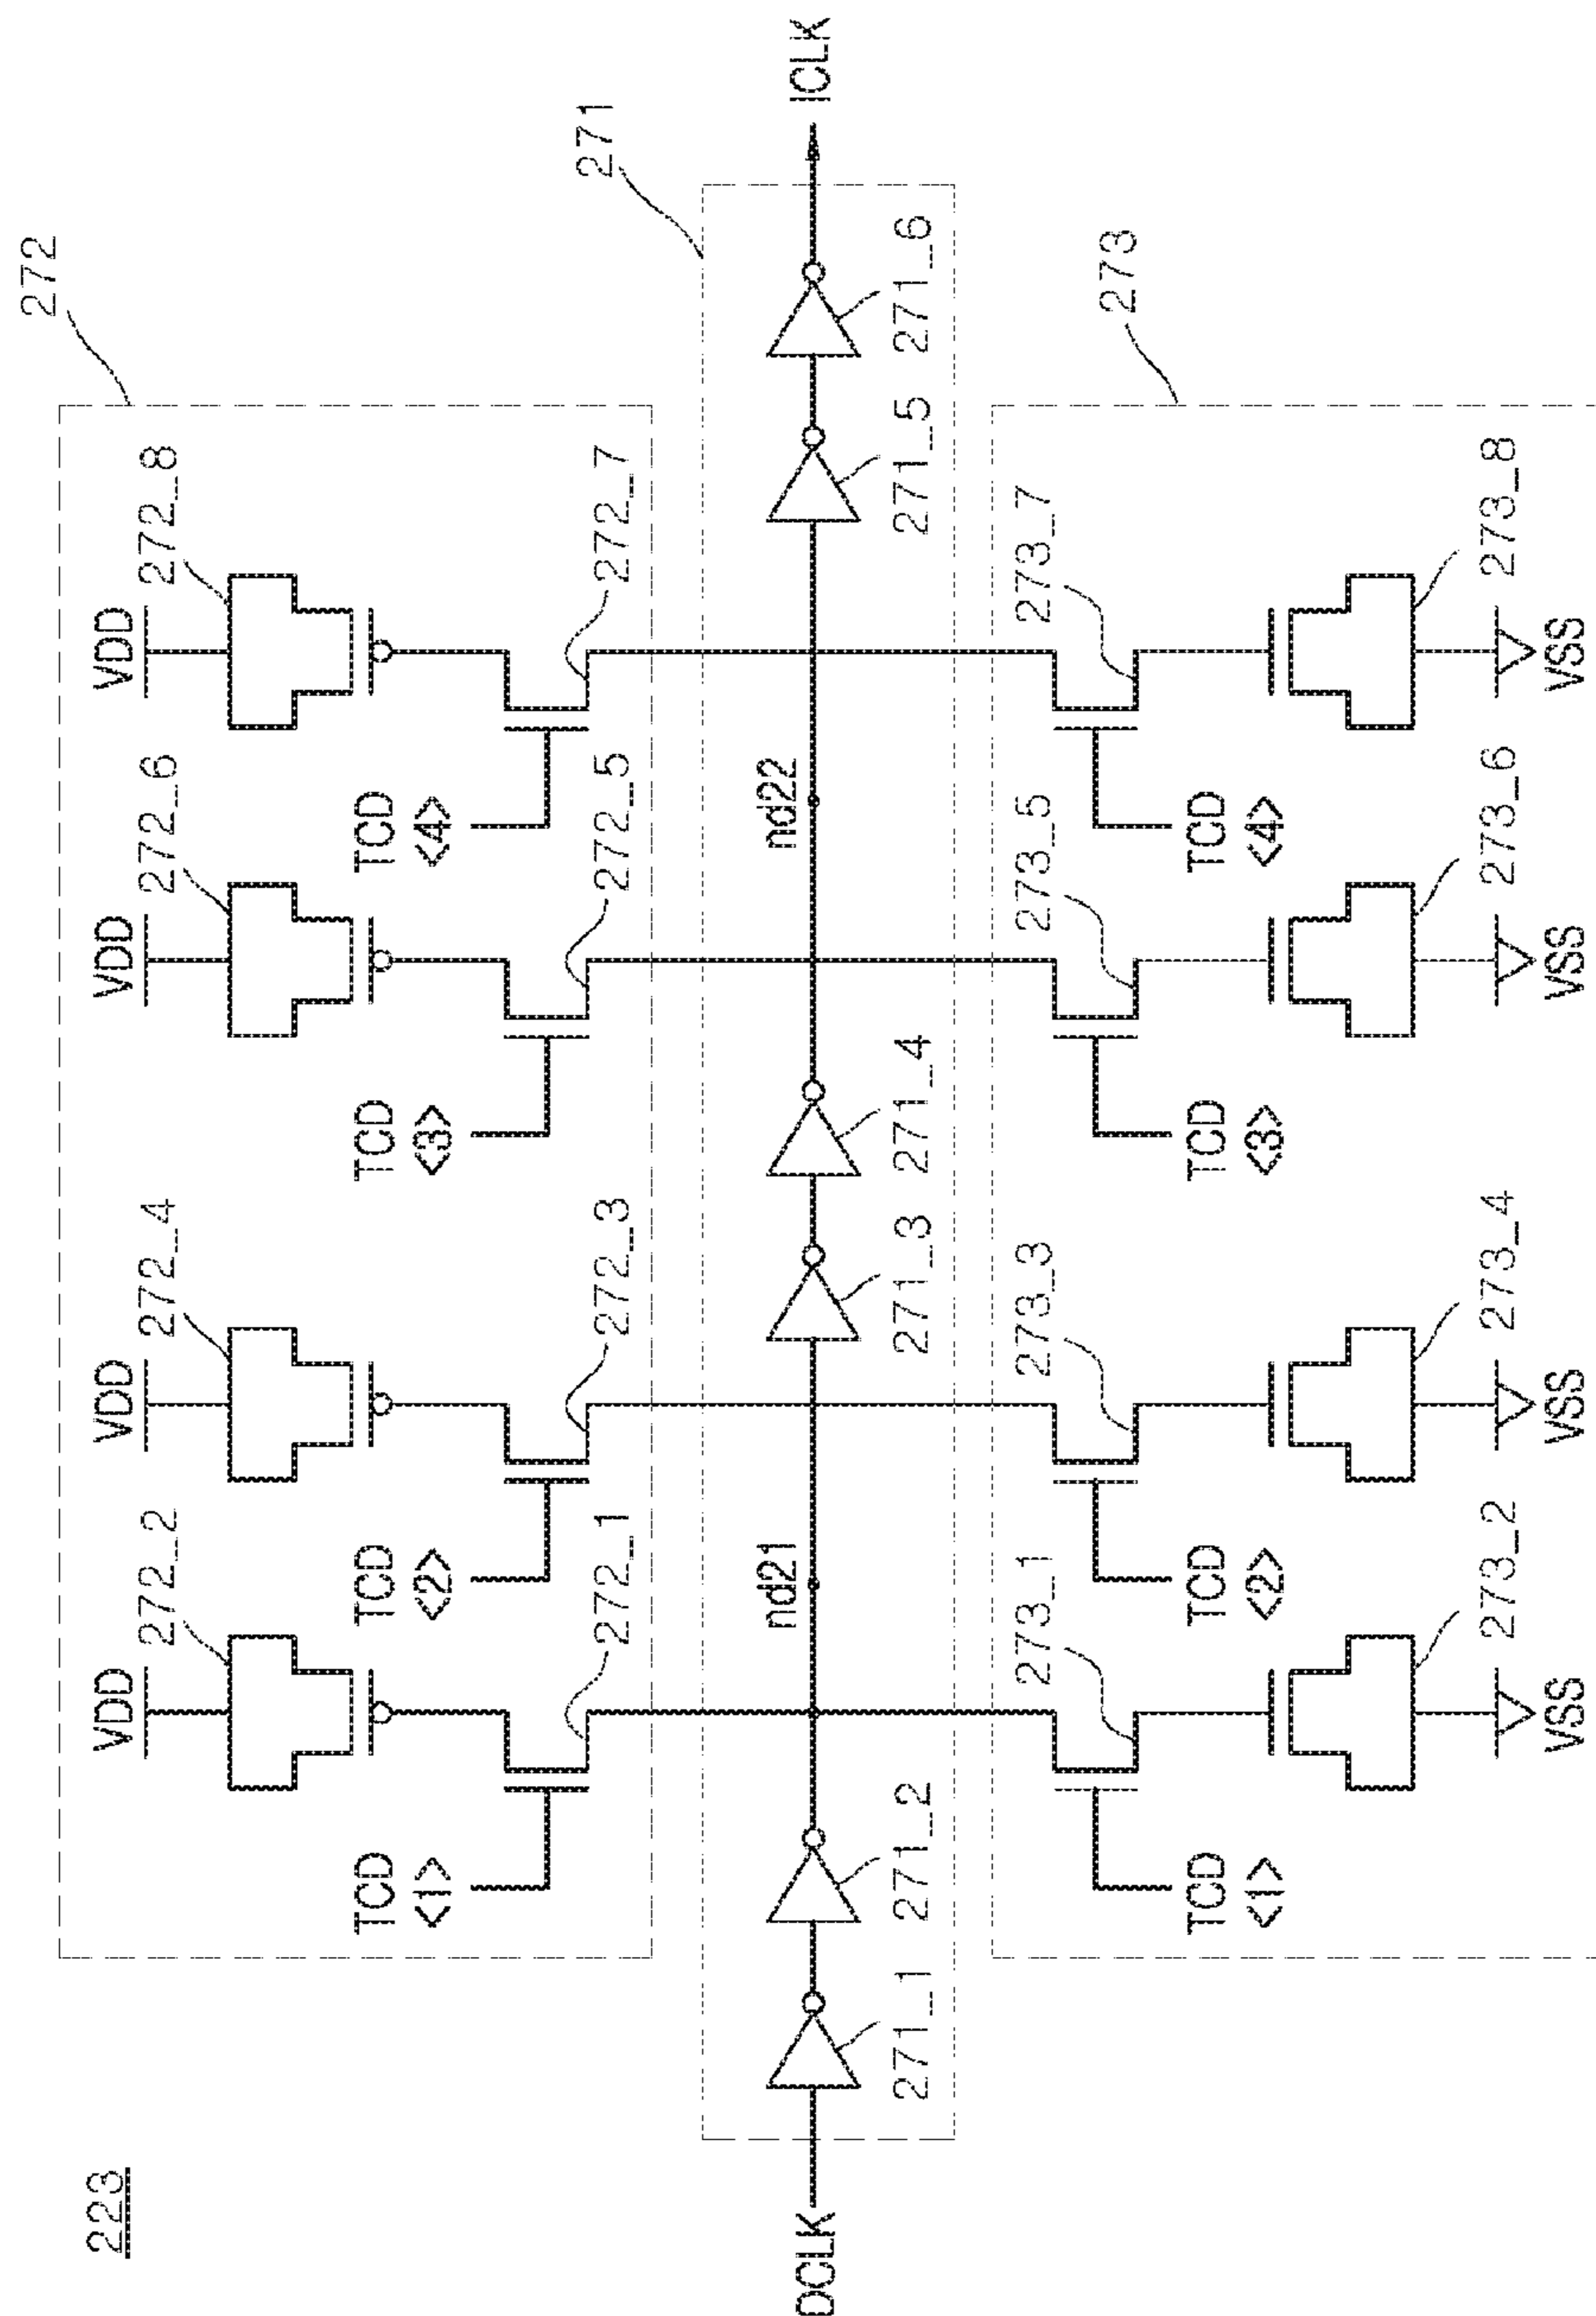 223
272
VDD
VDD
VDD
VDD
272_2
272_4
272_6
272_8
TCD
<1>
TCD
<2>
TCD
<3>
TCD
<4>
272_1
272_3
272_5
272_7
271
DCLK
nd21
nd22
ICLK
271_1
271_2
271_3
271_4
271_5
271_6
273
273_1
273_3
273_5
273_7
TCD
<1>
TCD
<2>
TCD
<3>
TCD
<4>
273_2
273_4
273_6
273_8
VSS
VSS
VSS
VSS